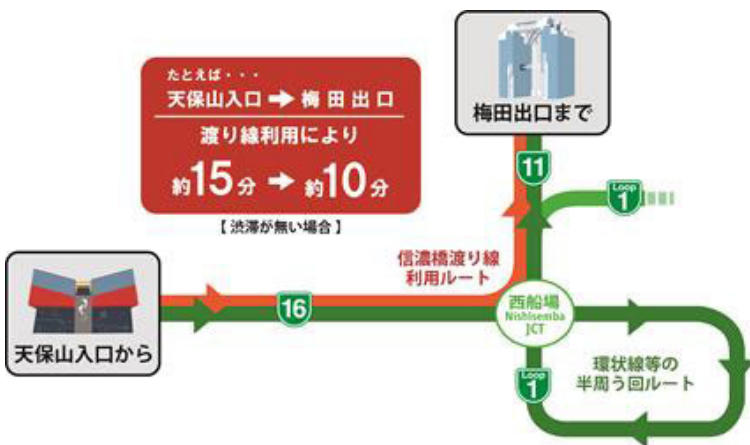 たとえば・・・
天保山入口➡梅田出口
渡り線利用により
約15分➡約10分
【 渋滞が無い場合 】
梅田出口まで
11
Loop
1
信濃橋渡り線
利用ルート
天保山入口から
16
西船場
Nishisemba
JCT
Loop
1
環状線等の
半周う回ルート